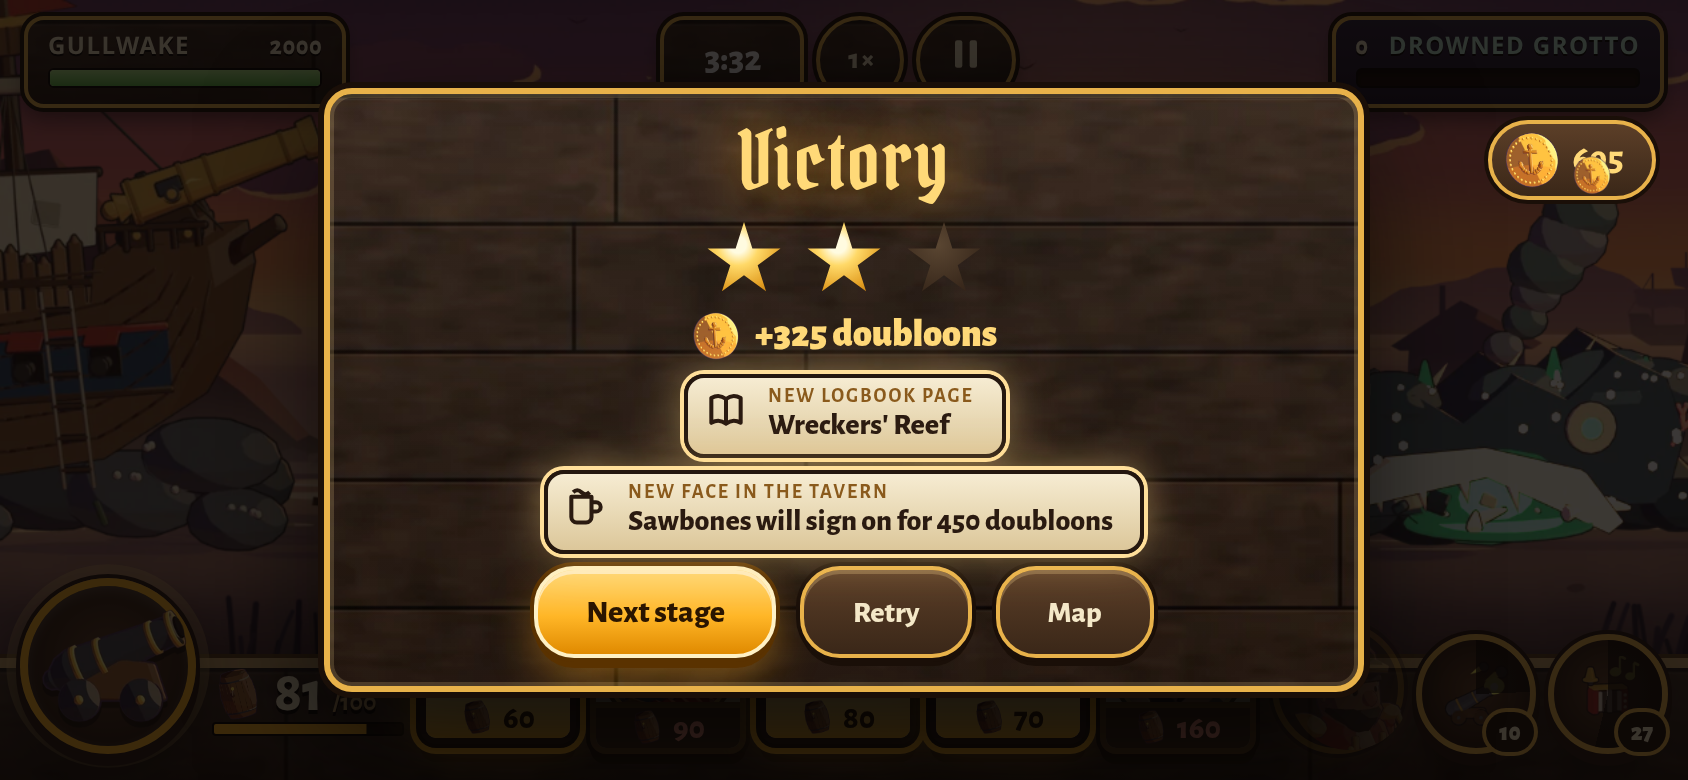 GULLWAKE 2000
3:32
1×
0 DROWNED GROTTO
Victory
+325 doubloons
NEW LOGBOOK PAGE
Wreckers' Reef
NEW FACE IN THE TAVERN
Sawbones will sign on for 450 doubloons
Next stage
Retry
Map
81 /100
60
90
80
70
160
10
27